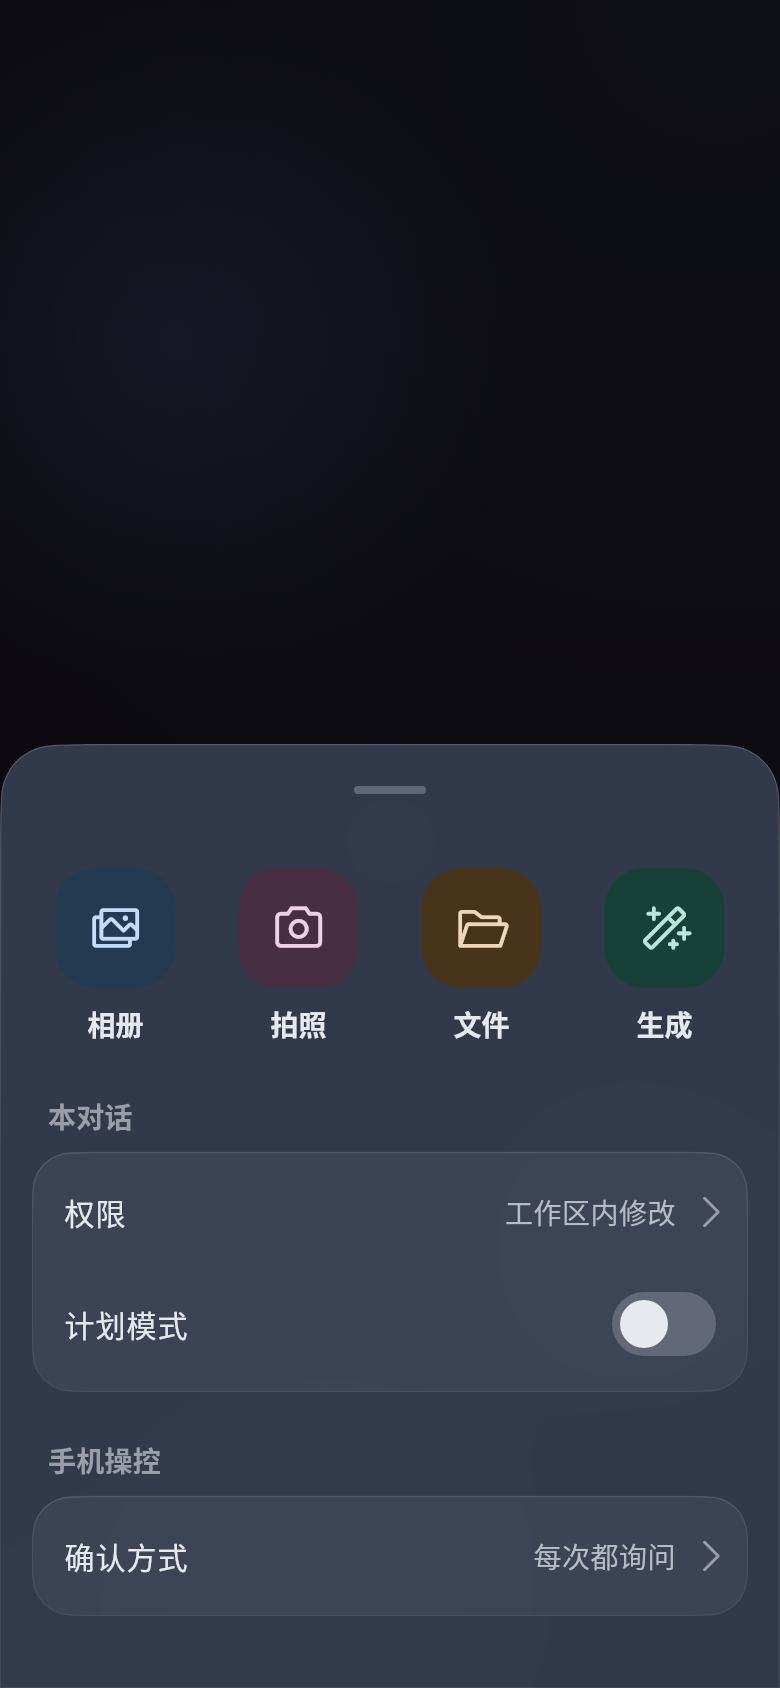 相册
拍照
文件
生成
本对话
权限
工作区内修改
计划模式
手机操控
确认方式
每次都询问